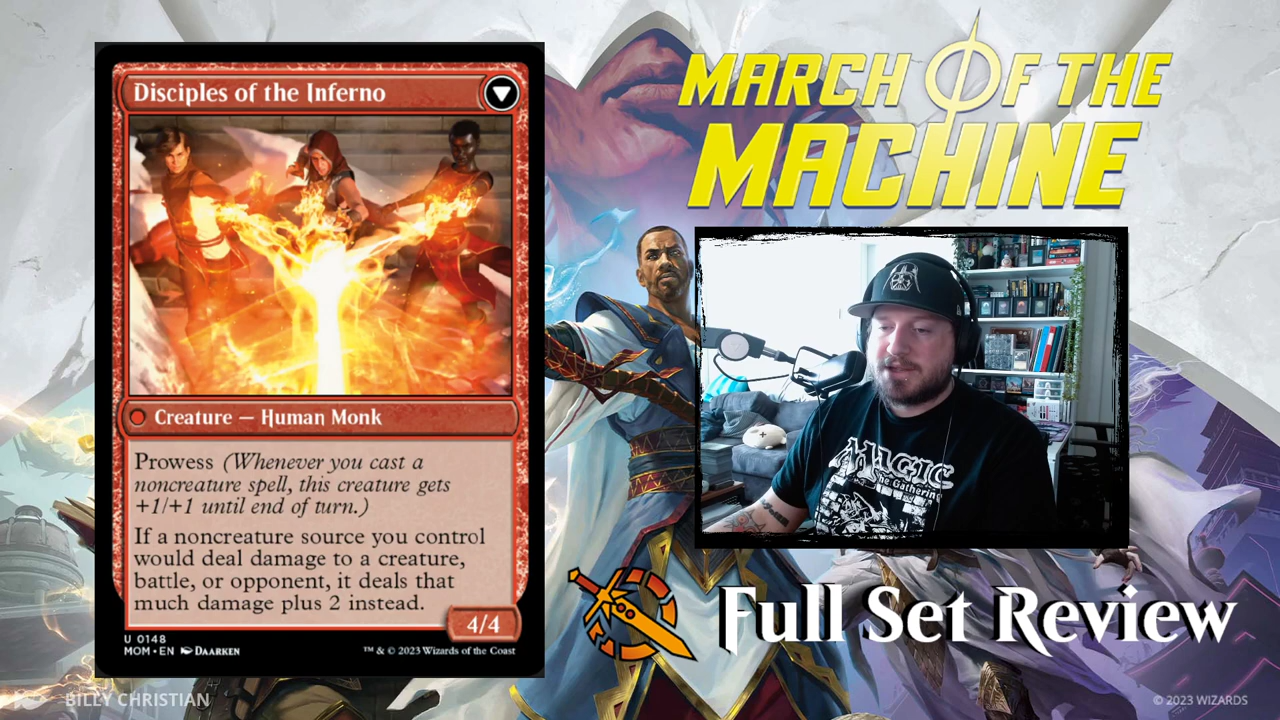 Disciples of the Inferno
Creature — Human Monk
Prowess (Whenever you cast a
noncreature spell, this creature gets
+1/+1 until end of turn.)
If a noncreature source you control
would deal damage to a creature,
battle, or opponent, it deals that
much damage plus 2 instead.
4/4
U 0148
MOM • EN DAARKEN
™ & © 2023 Wizards of the Coast
BILLY CHRISTIAN
MARCH OF THE
MACHINE
MAGIC
The Gathering
Full Set Review
© 2023 WIZARDS